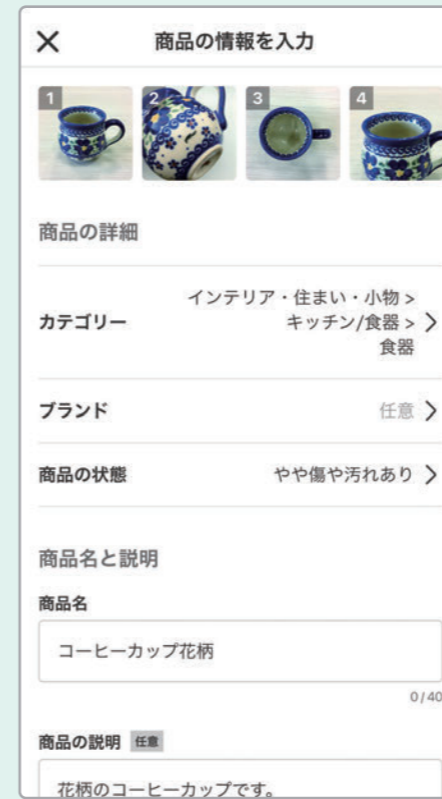 ×
商品の情報を入力
1 2 3 4
商品の詳細
カテゴリー
インテリア・住まい・小物 >
キッチン/食器 >
食器
ブランド 任意
商品の状態 やや傷や汚れあり
商品名と説明
商品名
コーヒーカップ花柄
0/40
商品の説明 任意
花柄のコーヒーカップです。